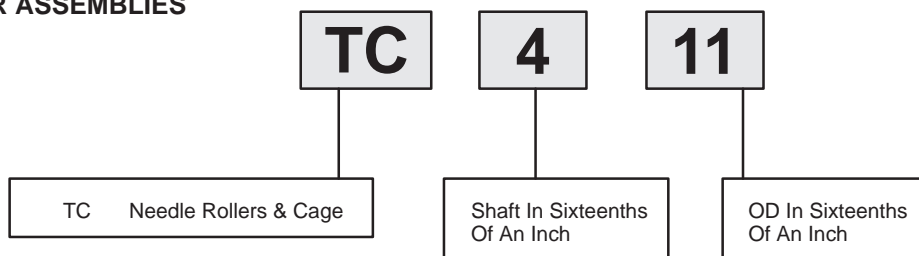 R ASSEMBLIES
TC 4 11
TC Needle Rollers & Cage
Shaft In Sixteenths
Of An Inch
OD In Sixteenths
Of An Inch